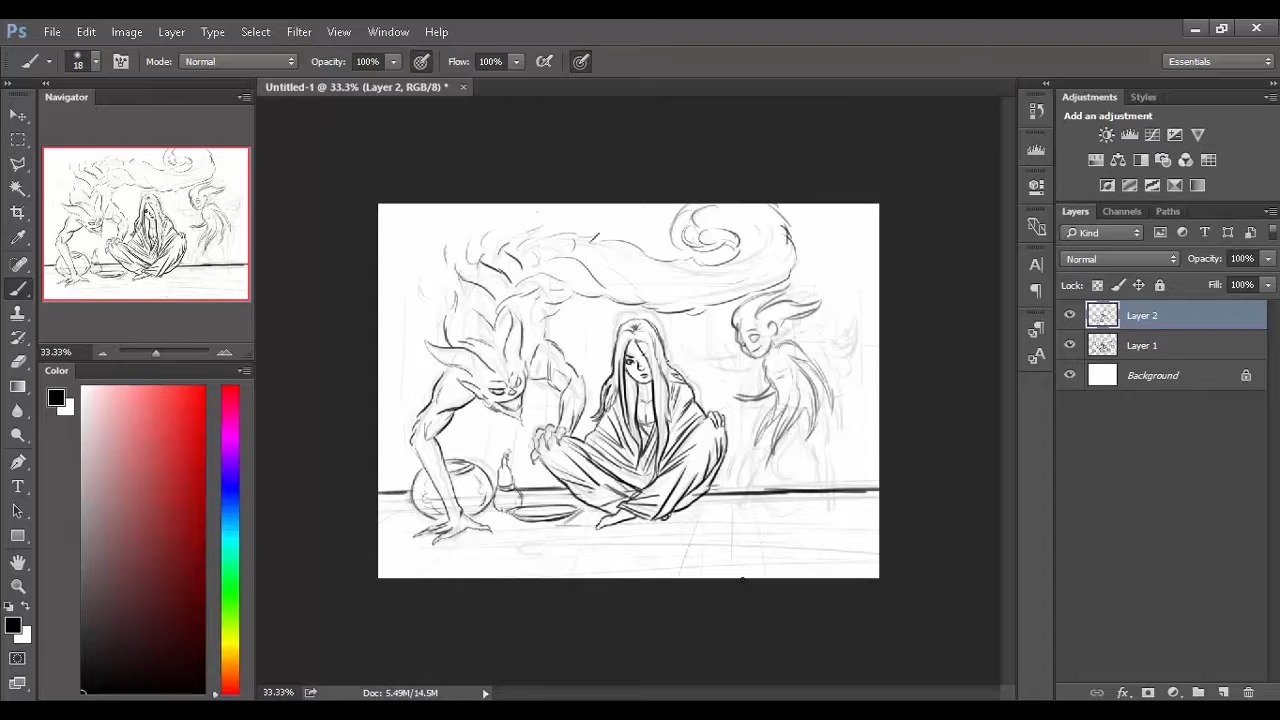 Ps File Edit Image Layer Type Select Filter View Window Help
18 Mode: Normal Opacity: 100% Flow: 100% Essentials
Untitled-1 @ 33.3% (Layer 2, RGB/8) *
Navigator
33.33%
Color
33.33% Doc: 5.49M/14.5M
Adjustments Styles
Add an adjustment
Layers Channels Paths
Kind
Normal Opacity: 100%
Lock: Fill: 100%
Layer 2
Layer 1
Background